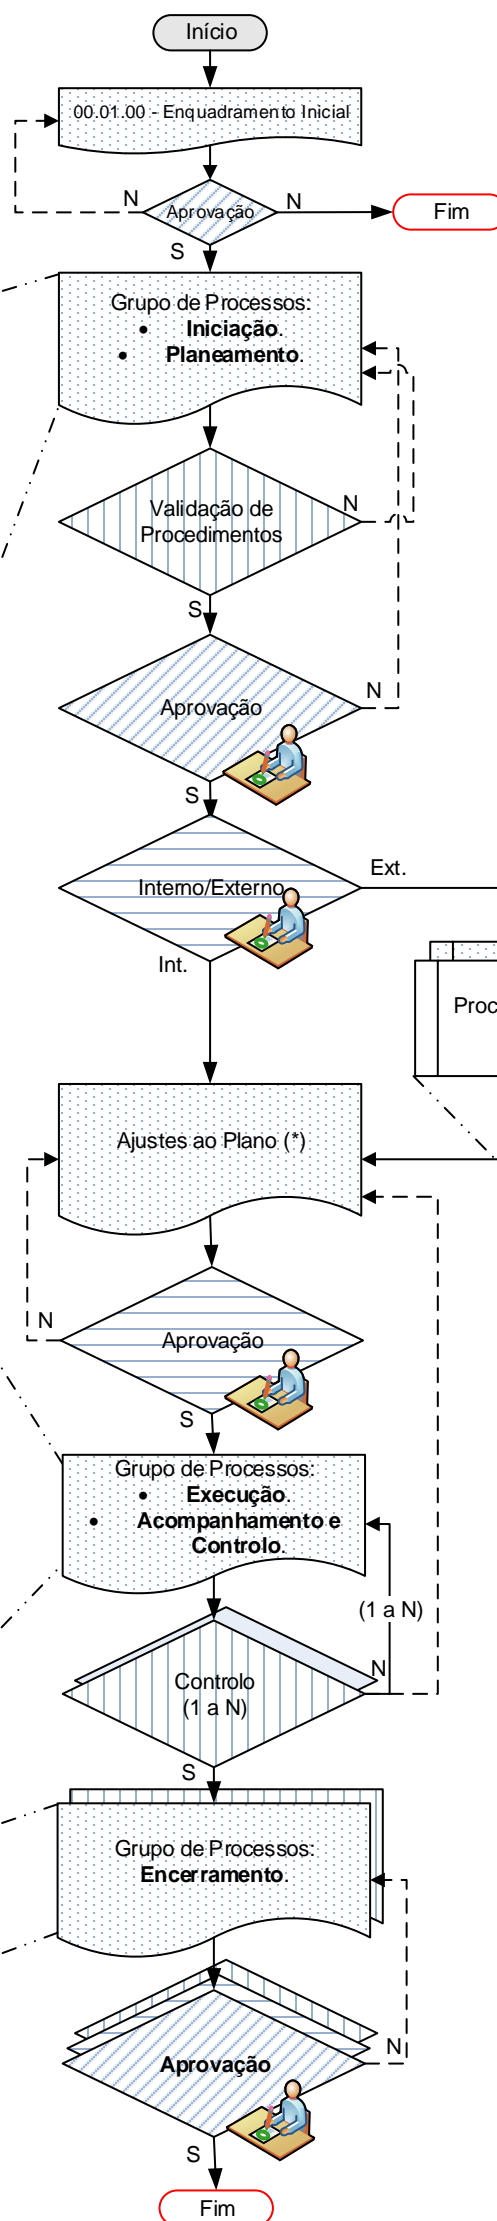 Início
00.01.00 - Enquadramento Inicial
N
Aprovação
N
Fim
S
Grupo de Processos:
• Iniciação.
• Planeamento.
Validação de
Procedimentos
N
S
Aprovação
N
S
Interno/Externo
Ext.
Int.
Proc
Ajustes ao Plano (*)
N
Aprovação
S
Grupo de Processos:
• Execução.
• Acompanhamento e
Controlo.
(1 a N)
Controlo
(1 a N)
N
S
Grupo de Processos:
Encerramento.
Aprovação
N
S
Fim